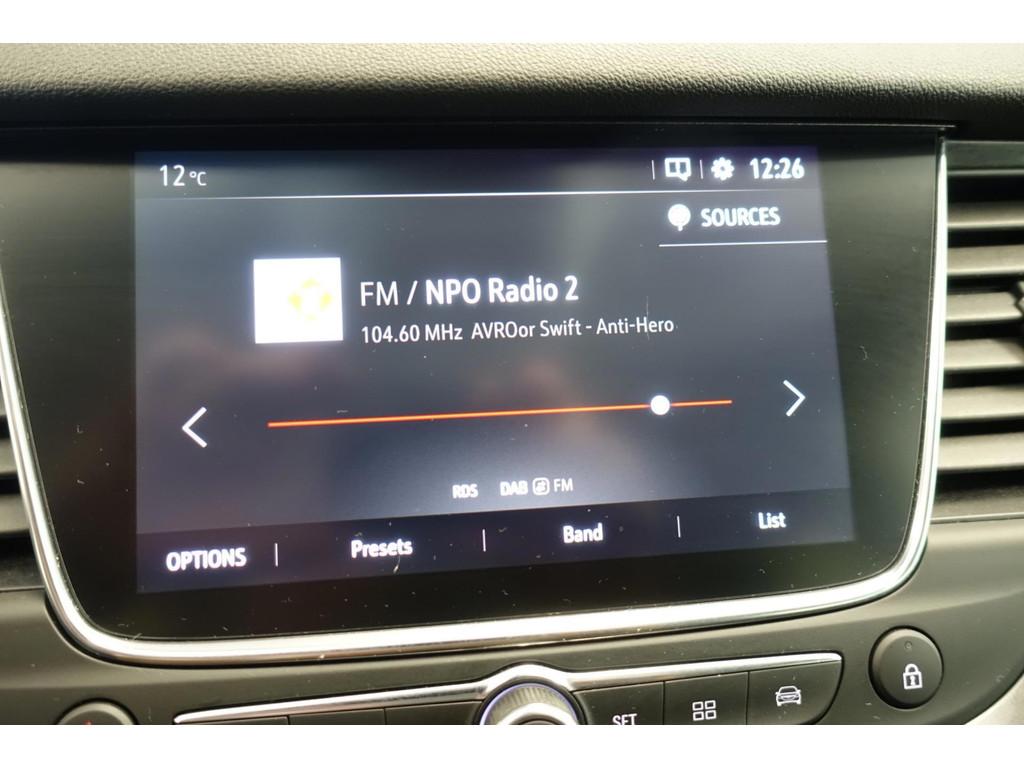 12 °C
12:26
SOURCES
FM / NPO Radio 2
104.60 MHz AVROor Swift - Anti-Hero
RDS DAB FM
OPTIONS Presets Band List
SET